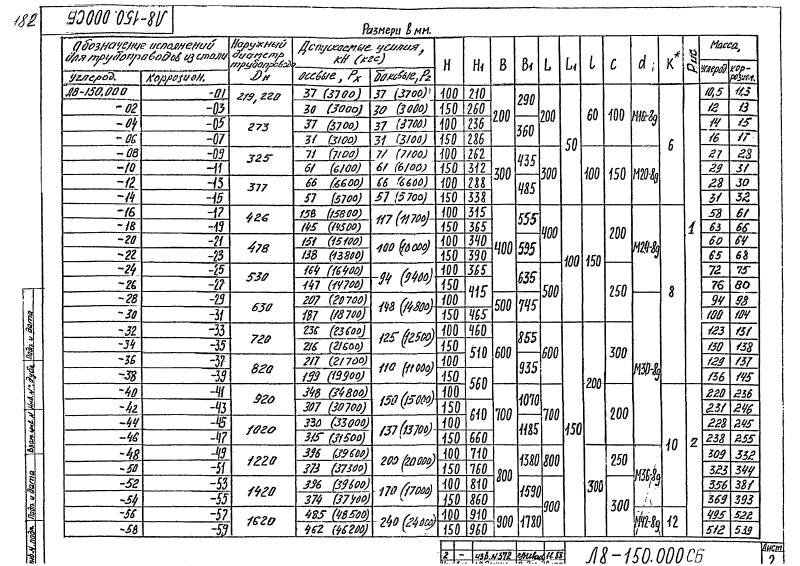 182
Л8-150.000СБ
Размеры в мм.
Обозначение исполнений для трубопроводов из стали | Наружный диаметр трубопровода Dн | Допускаемые усилия, кН (кгс) | H | H1 | B | B1 | L | L1 | l | c | d | K* | Рис | Масса,
углерод. | коррозион. | осевые, Px | боковые, Pz | углерод. | коррозион.
Л8-150.000 | -01 | 219, 220 | 37 (3700) | 37 (3700) | 100 | 210 | 200 | 290 | 200 | 50 | 60 | 100 | М16-8g | 6 | 1 | 10,5 | 11,3
-02 | -03 | 30 (3000) | 30 (3000) | 150 | 260 | 12 | 13
-04 | -05 | 273 | 37 (3700) | 37 (3700) | 100 | 236 | 360 | 14 | 15
-06 | -07 | 31 (3100) | 31 (3100) | 150 | 286 | 16 | 17
-08 | -09 | 325 | 71 (7100) | 71 (7100) | 100 | 262 | 300 | 435 | 300 | 100 | 150 | М20-8g | 27 | 28
-10 | -11 | 61 (6100) | 61 (6100) | 150 | 312 | 29 | 31
-12 | -13 | 377 | 66 (6600) | 66 (6600) | 100 | 288 | 485 | 28 | 30
-14 | -15 | 57 (5700) | 57 (5700) | 150 | 338 | 31 | 32
-16 | -17 | 426 | 158 (15800) | 117 (11700) | 100 | 315 | 400 | 555 | 400 | 100 | 150 | 200 | М24-8g | 8 | 58 | 61
-18 | -19 | 145 (14500) | 150 | 365 | 63 | 66
-20 | -21 | 478 | 151 (15100) | 100 (10000) | 100 | 340 | 595 | 60 | 64
-22 | -23 | 138 (13800) | 150 | 390 | 65 | 68
-24 | -25 | 530 | 164 (16400) | 94 (9400) | 100 | 365 | 635 | 500 | 250 | 72 | 75
-26 | -27 | 147 (14700) | 150 | 415 | 76 | 80
-28 | -29 | 630 | 207 (20700) | 148 (14800) | 100 | 500 | 745 | М30-8g | 94 | 98
-30 | -31 | 187 (18700) | 150 | 465 | 100 | 104
-32 | -33 | 720 | 236 (23600) | 125 (12500) | 100 | 460 | 600 | 855 | 600 | 200 | 300 | 123 | 131
-34 | -35 | 216 (21600) | 150 | 510 | 130 | 138
-36 | -37 | 820 | 217 (21700) | 110 (11000) | 100 | 935 | 129 | 137
-38 | -39 | 199 (19900) | 150 | 560 | 136 | 145
-40 | -41 | 920 | 348 (34800) | 150 (15000) | 100 | 700 | 1070 | 700 | 150 | 200 | 10 | 2 | 220 | 236
-42 | -43 | 307 (30700) | 150 | 610 | 231 | 246
-44 | -45 | 1020 | 330 (33000) | 137 (13700) | 100 | 1185 | 228 | 245
-46 | -47 | 315 (31500) | 150 | 660 | 238 | 255
-48 | -49 | 1220 | 396 (39600) | 200 (20000) | 100 | 710 | 800 | 1380 | 800 | 300 | 250 | М36-8g | 309 | 332
-50 | -51 | 373 (37300) | 150 | 760 | 323 | 344
-52 | -53 | 1420 | 396 (39600) | 170 (17000) | 100 | 810 | 1590 | 900 | 300 | 356 | 381
-54 | -55 | 374 (37400) | 150 | 860 | 369 | 393
-56 | -57 | 1620 | 485 (48500) | 240 (24000) | 100 | 910 | 900 | 1780 | М42-8g | 12 | 495 | 522
-58 | -59 | 462 (46200) | 150 | 960 | 512 | 539
Подп. и дата
Взам. инв. N Инв. N° дубл.
Подп. и дата
Инв. N подл.
2 - изв. N572
Л8-150.000СБ
Лист
2